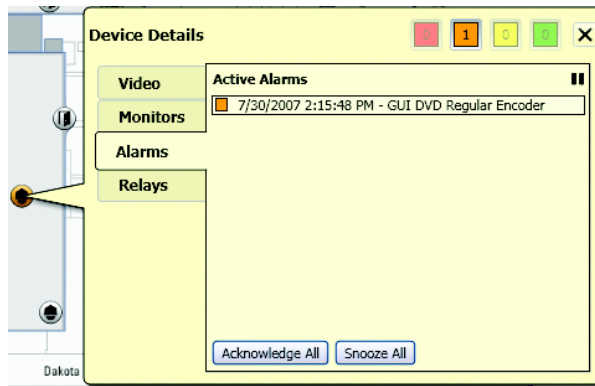 Device Details
0 1 0 0
Video
Monitors
Alarms
Relays
Active Alarms
7/30/2007 2:15:48 PM - GUI DVD Regular Encoder
Acknowledge All Snooze All
Dakota